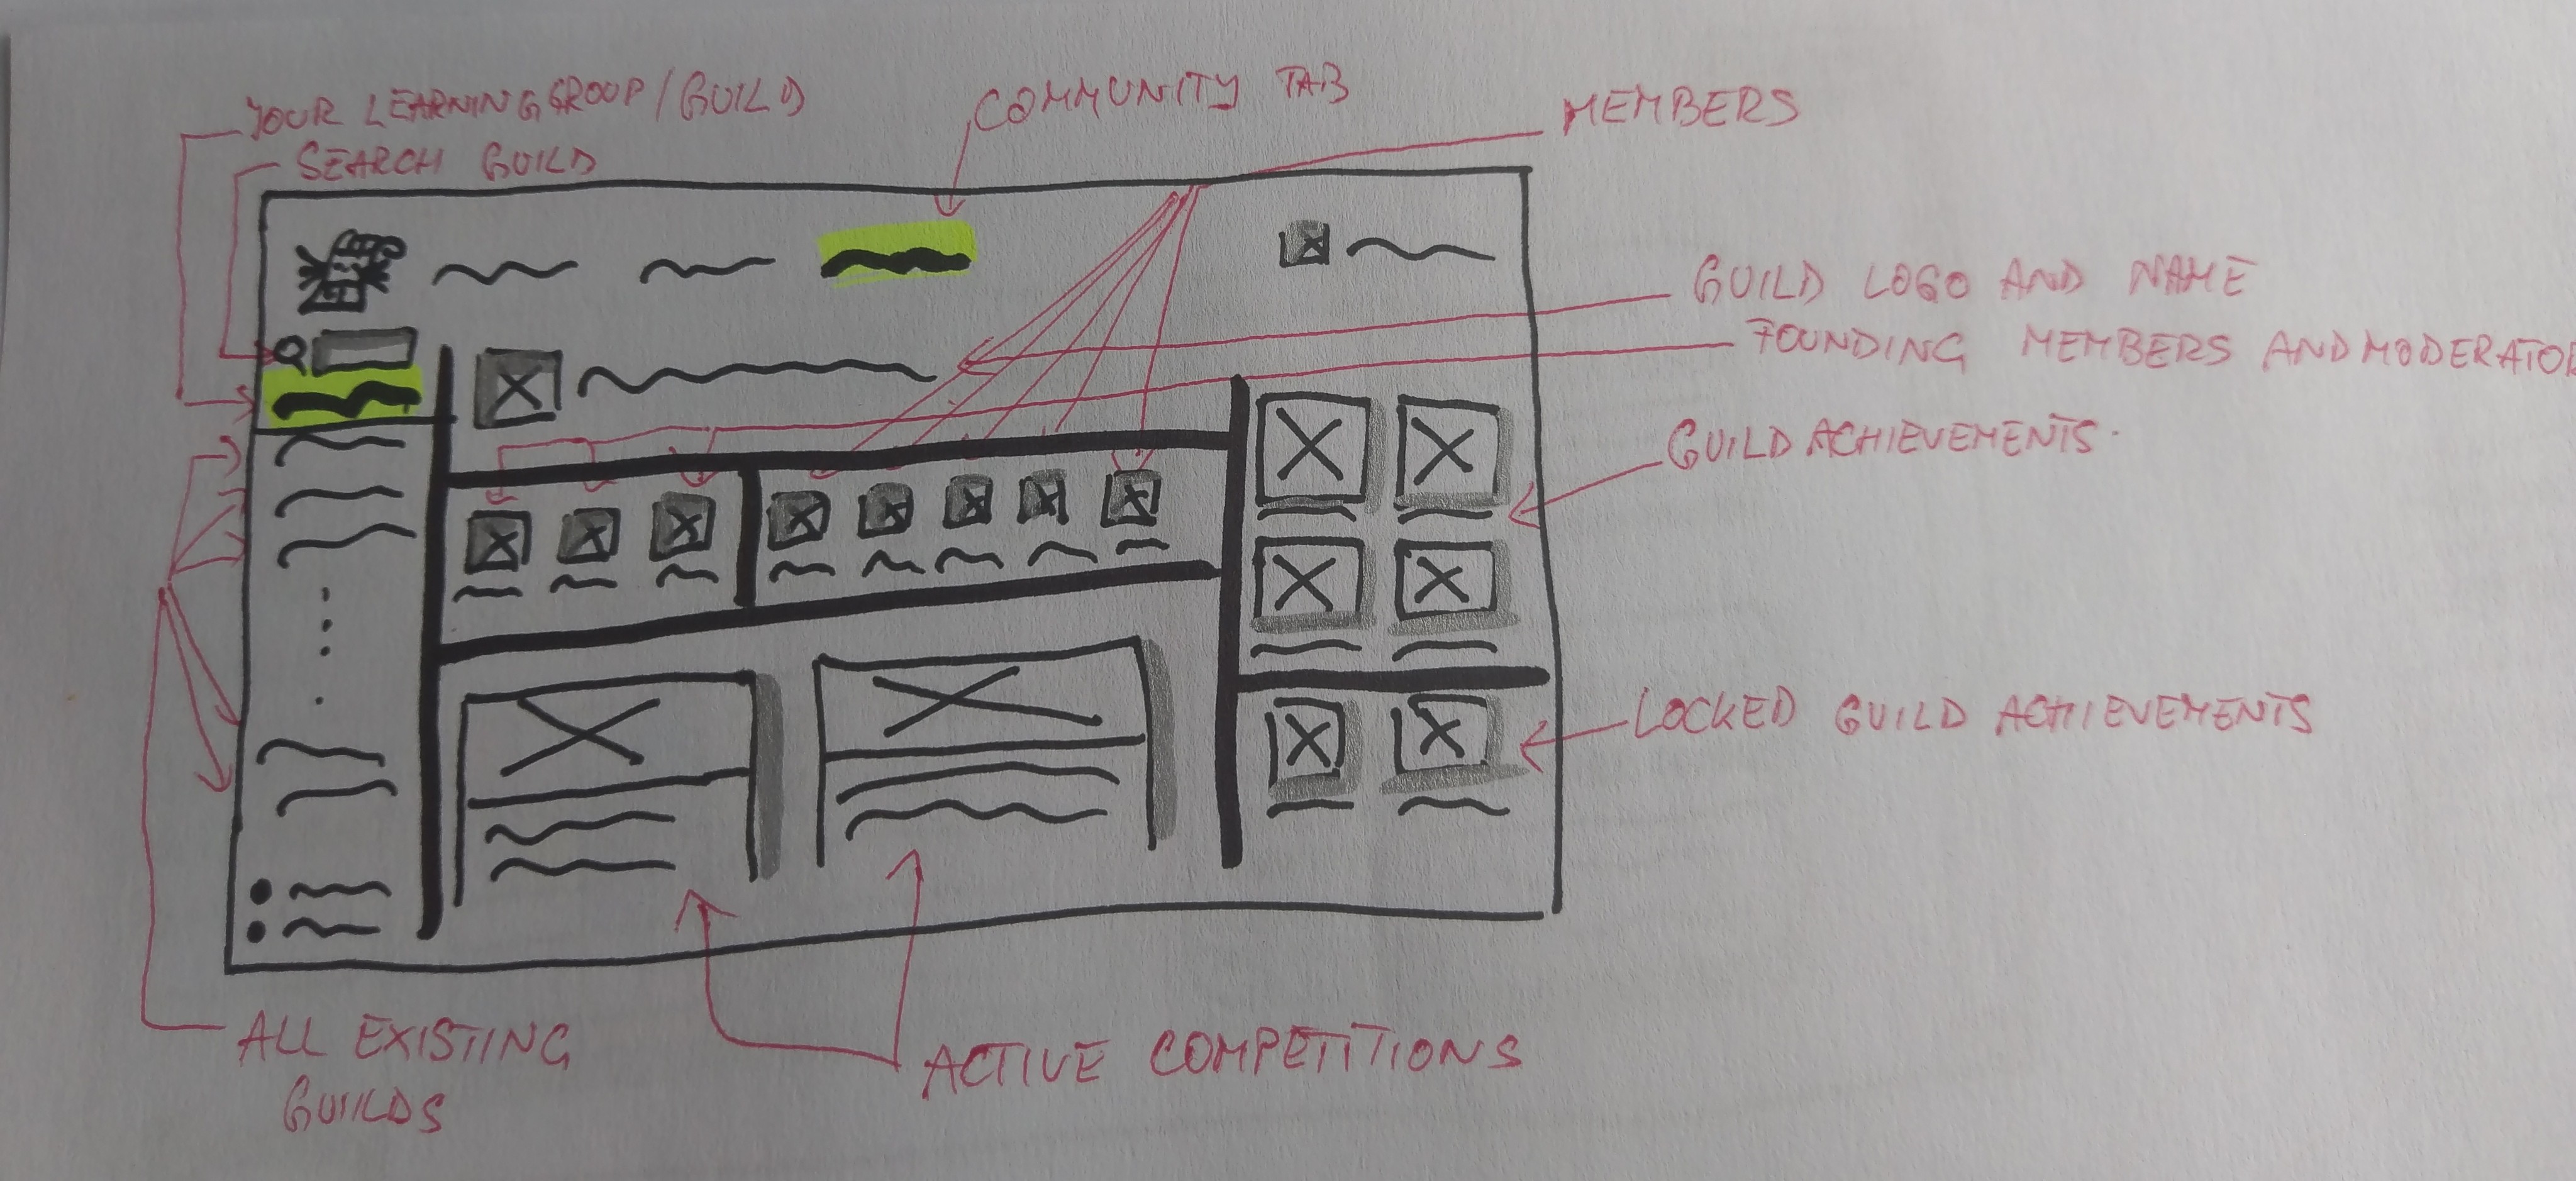 YOUR LEARNING GROUP/GUILD
SEARCH GUILD
COMMUNITY TAB
MEMBERS
GUILD LOGO AND NAME
FOUNDING MEMBERS AND MODERATOR
GUILD ACHIEVEMENTS.
LOCKED GUILD ACHIEVEMENTS
ALL EXISTING
GUILDS
ACTIVE COMPETITIONS